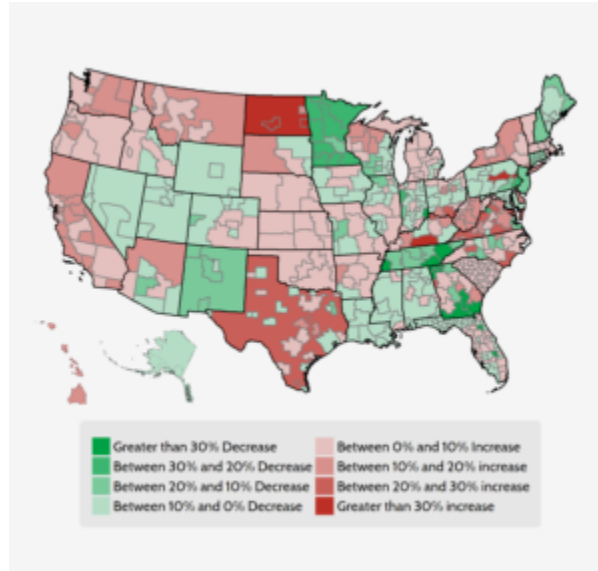 Greater than 30% Decrease
Between 30% and 20% Decrease
Between 20% and 10% Decrease
Between 10% and 0% Decrease
Between 0% and 10% Increase
Between 10% and 20% increase
Between 20% and 30% increase
Greater than 30% increase